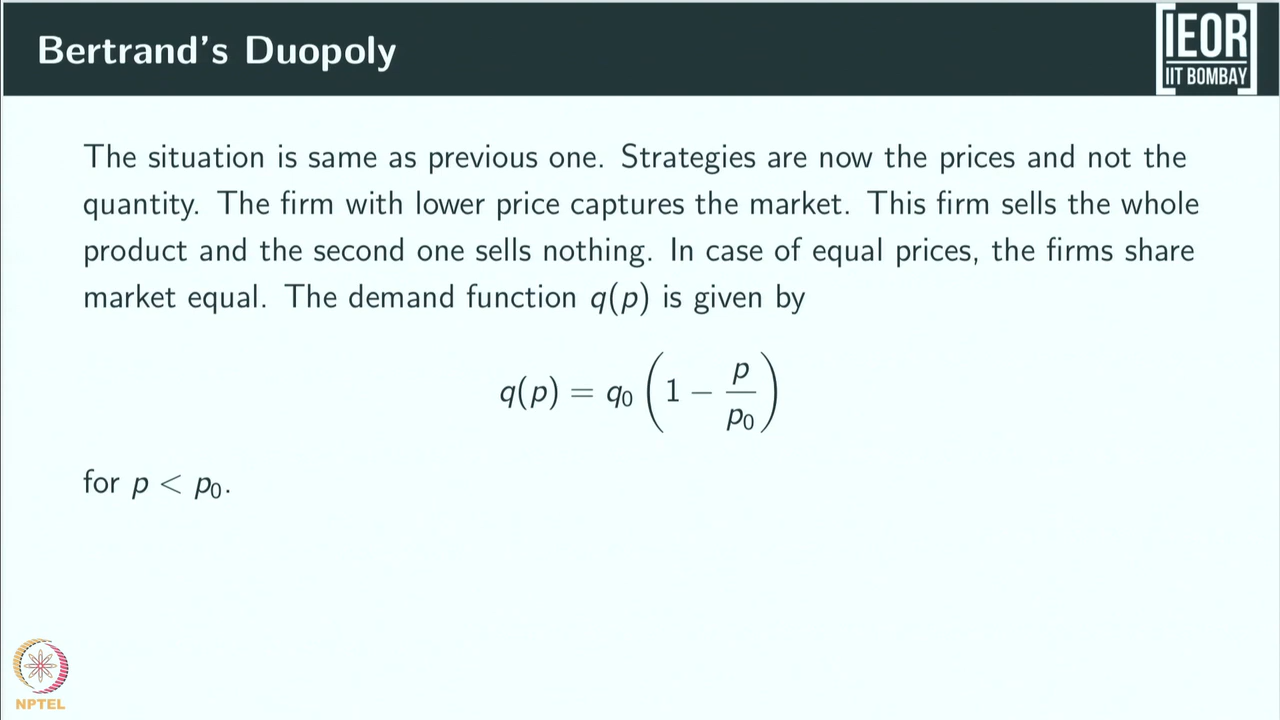 Bertrand's Duopoly
IEOR
IIT BOMBAY
The situation is same as previous one. Strategies are now the prices and not the
quantity. The firm with lower price captures the market. This firm sells the whole
product and the second one sells nothing. In case of equal prices, the firms share
market equal. The demand function q(p) is given by
q(p) = q₀ (1 − p/p₀)
for p < p₀.
NPTEL